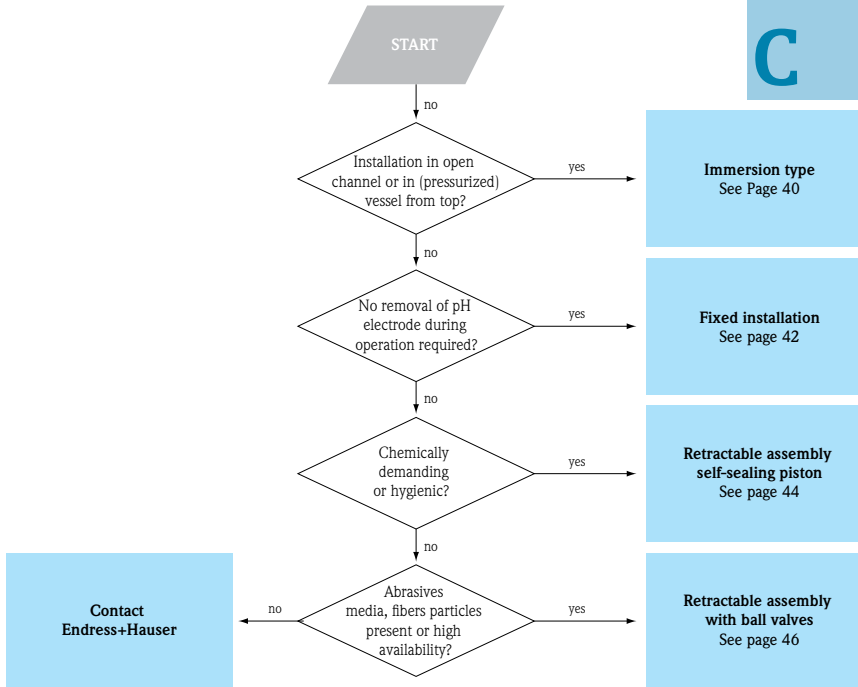 C
START
no
Installation in open
channel or in (pressurized)
vessel from top?
yes
Immersion type
See Page 40
no
No removal of pH
electrode during
operation required?
yes
Fixed installation
See page 42
no
Chemically
demanding
or hygienic?
yes
Retractable assembly
self-sealing piston
See page 44
no
Contact
Endress+Hauser
no
Abrasives
media, fibers particles
present or high
availability?
yes
Retractable assembly
with ball valves
See page 46